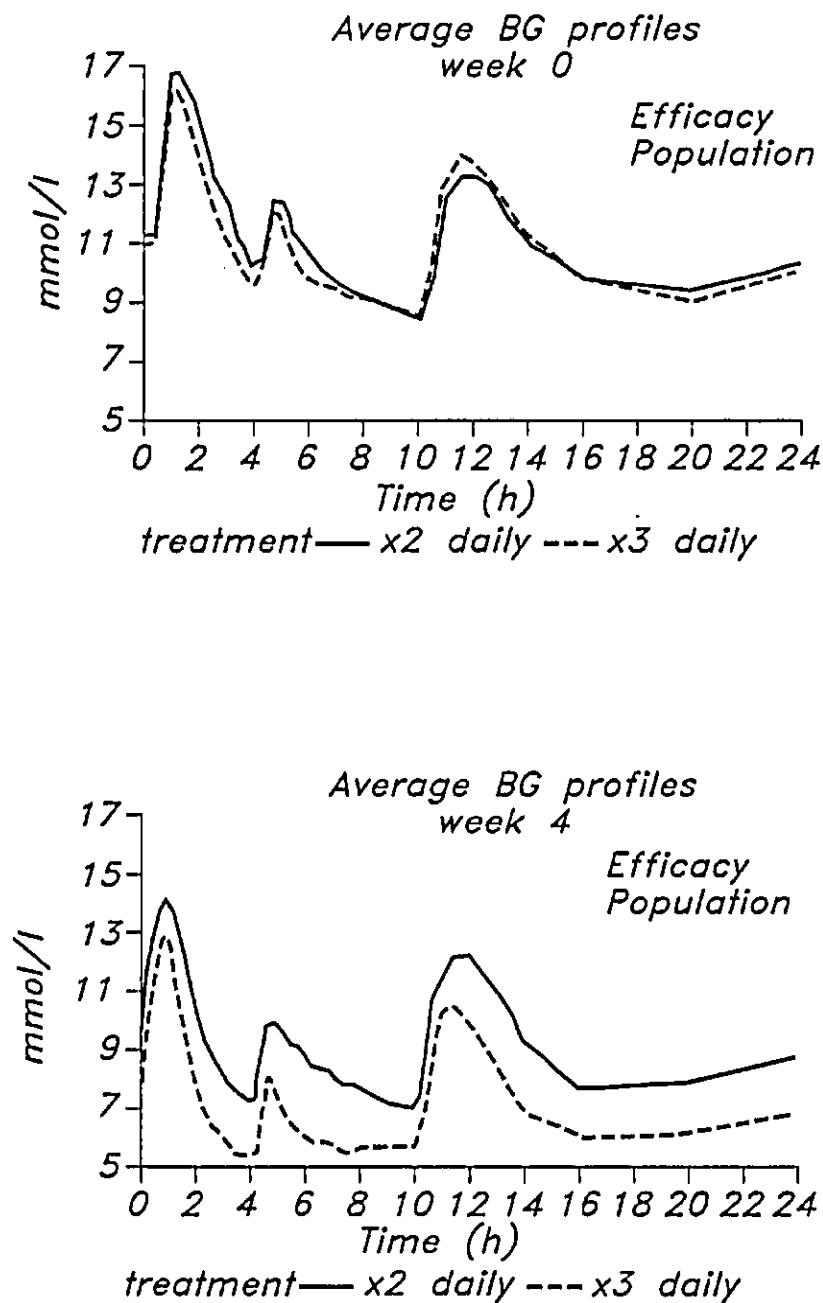 Average BG profiles
week 0
Efficacy
Population
mmol/l
17
15
13
11
9
7
5
0 2 4 6 8 10 12 14 16 18 20 22 24
Time (h)
treatment x2 daily x3 daily
Average BG profiles
week 4
Efficacy
Population
mmol/l
17
15
13
11
9
7
5
0 2 4 6 8 10 12 14 16 18 20 22 24
Time (h)
treatment x2 daily x3 daily